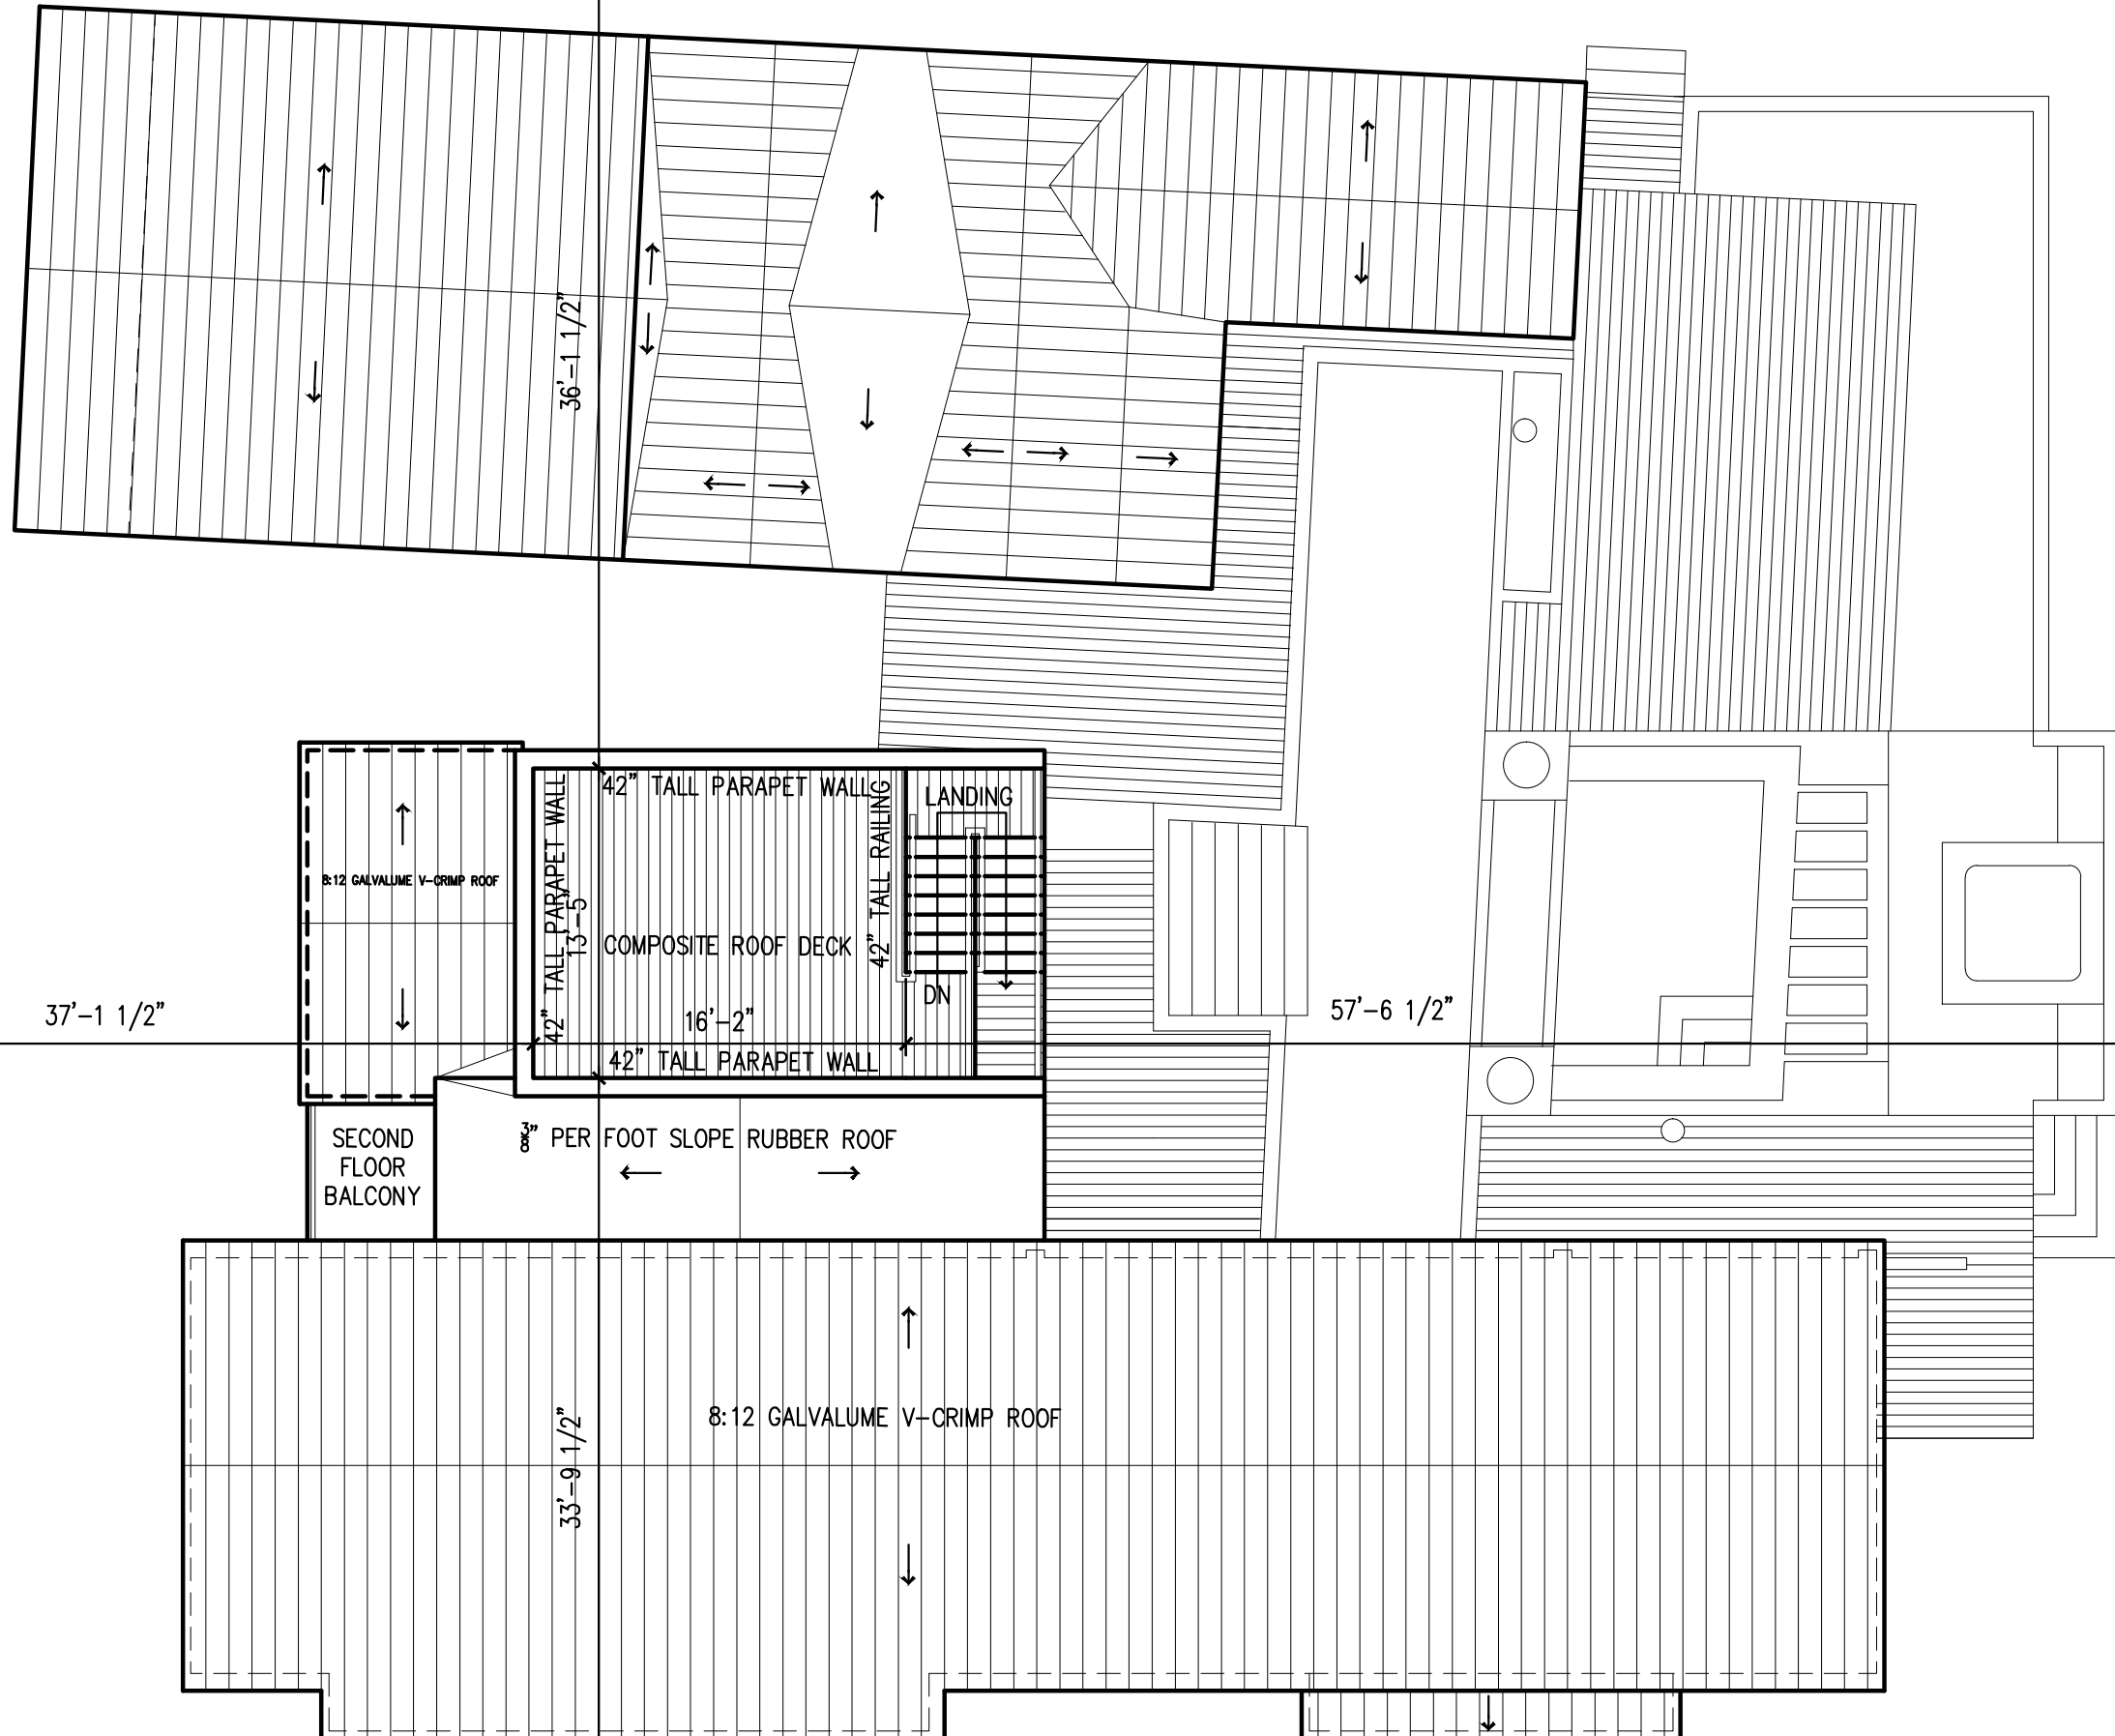 36'-1 1/2"
42" TALL PARAPET WALL
LANDING
42" TALL PARAPET WALL
42" TALL RAILING
8:12 GALVALUME V-CRIMP ROOF
13'-5"
COMPOSITE ROOF DECK
DN
37'-1 1/2"
16'-2"
57'-6 1/2"
42" TALL PARAPET WALL
SECOND
FLOOR
BALCONY
3/8" PER FOOT SLOPE RUBBER ROOF
8:12 GALVALUME V-CRIMP ROOF
33'-9 1/2"